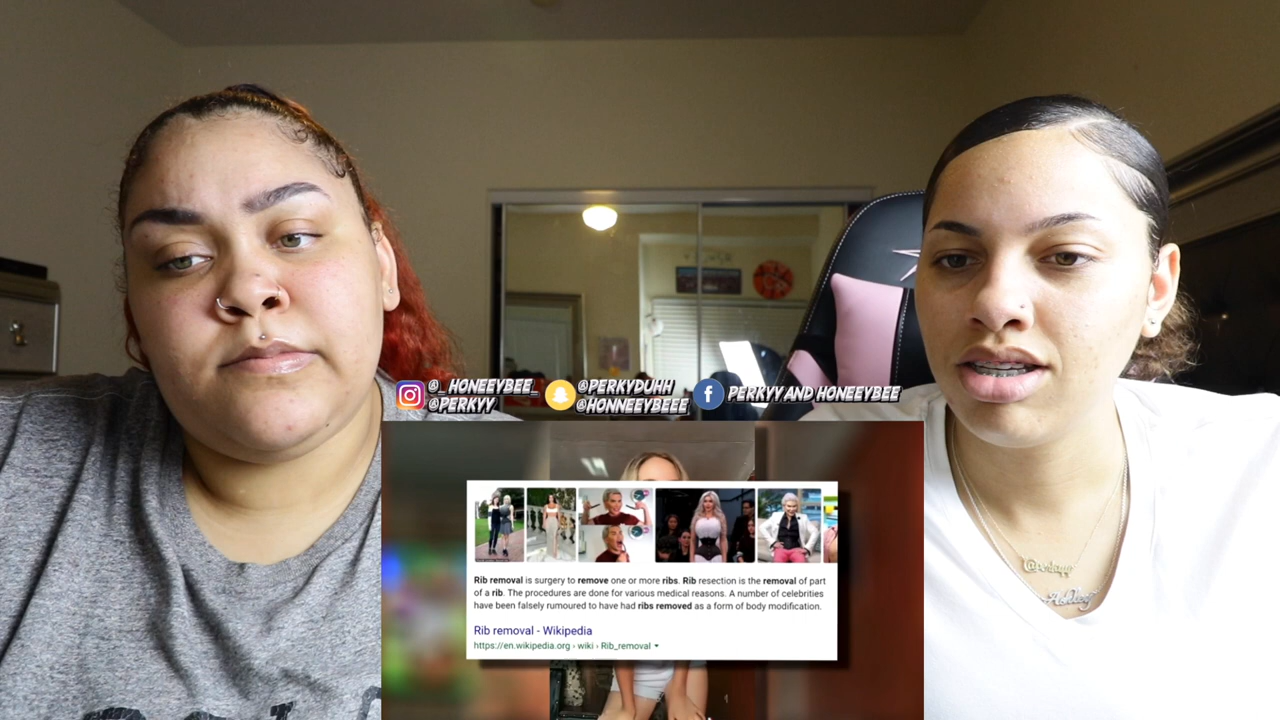 @_HONEEYBEE_
@PERKYY
@PERKYDUHH
@HONNEEYBEEE
PERKYY AND HONEEYBEE
Rib removal is surgery to remove one or more ribs. Rib resection is the removal of part
of a rib. The procedures are done for various medical reasons. A number of celebrities
have been falsely rumoured to have had ribs removed as a form of body modification.
Rib removal - Wikipedia
https://en.wikipedia.org › wiki › Rib_removal
Ashley